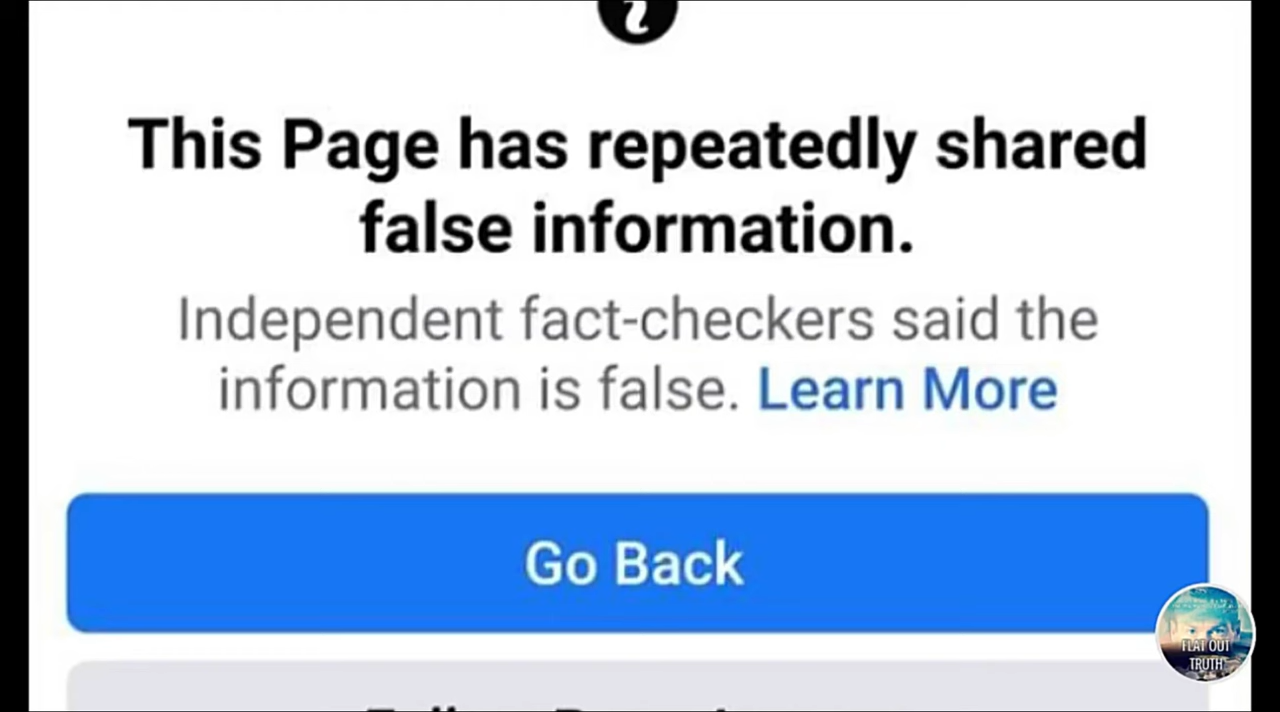 This Page has repeatedly shared
false information.
Independent fact-checkers said the
information is false. Learn More
Go Back
FLAT OUT
TRUTH